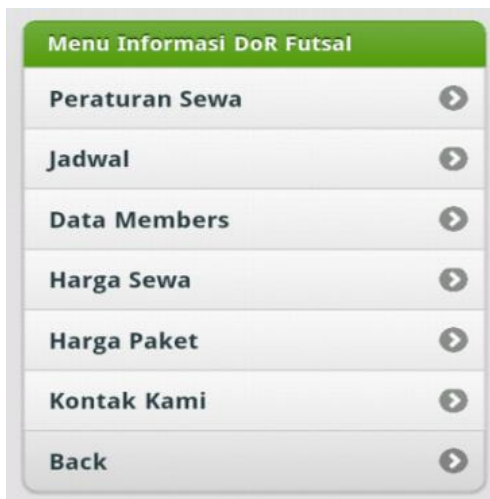 Menu Informasi DoR Futsal
Peraturan Sewa
Jadwal
Data Members
Harga Sewa
Harga Paket
Kontak Kami
Back